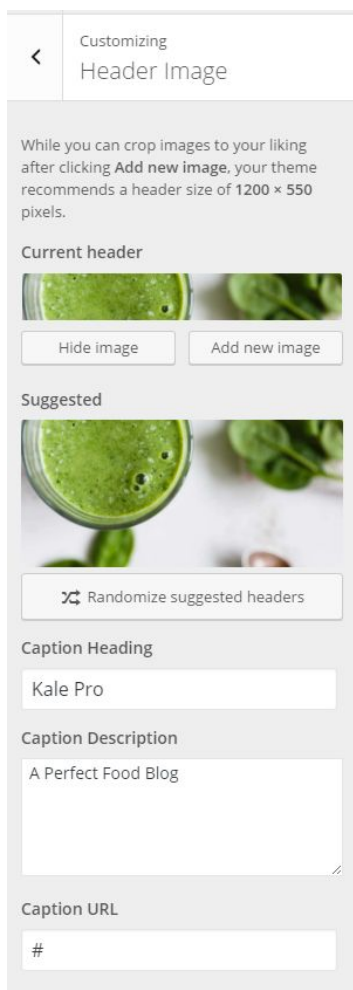 Customizing
Header Image
While you can crop images to your liking
after clicking Add new image, your theme
recommends a header size of 1200 × 550
pixels.
Current header
Hide image
Add new image
Suggested
Randomize suggested headers
Caption Heading
Kale Pro
Caption Description
A Perfect Food Blog
Caption URL
#